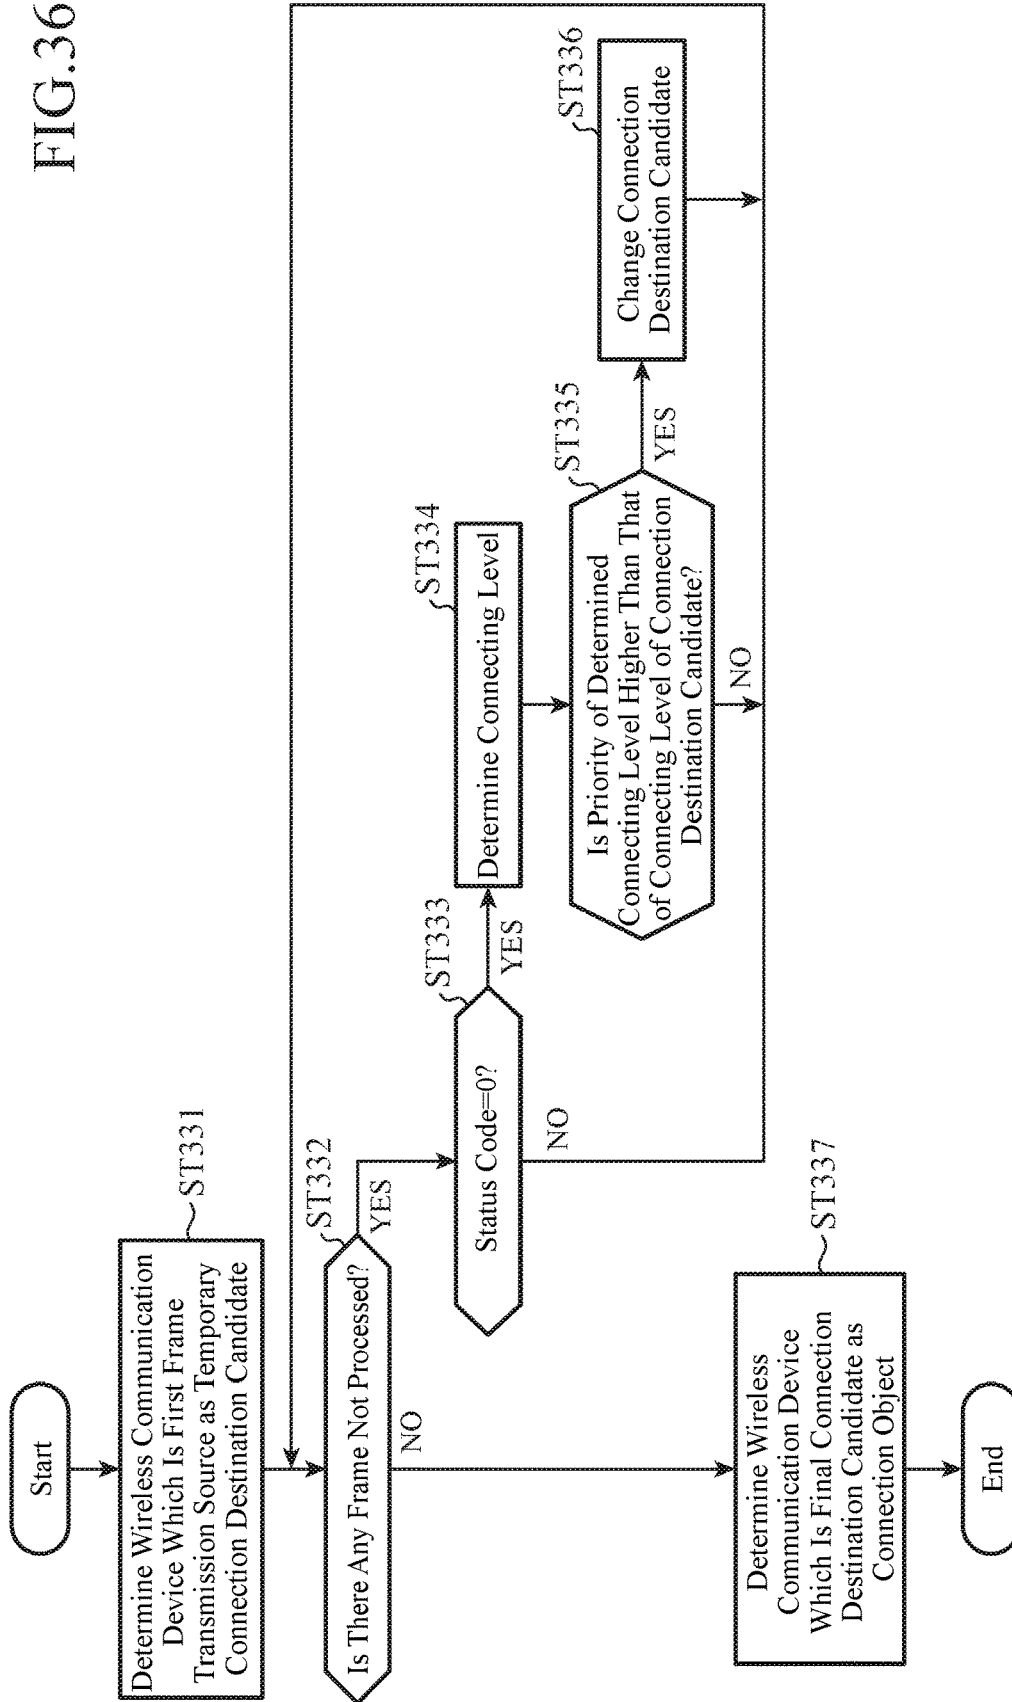 FIG.36
Start
Determine Wireless Communication
Device Which Is First Frame
Transmission Source as Temporary
Connection Destination Candidate
ST331
Is There Any Frame Not Processed?
ST332
YES
NO
Status Code=0?
ST333
YES
NO
Determine Connecting Level
ST334
Is Priority of Determined
Connecting Level Higher Than That
of Connecting Level of Connection
Destination Candidate?
ST335
YES
NO
Change Connection
Destination Candidate
ST336
Determine Wireless
Communication Device
Which Is Final Connection
Destination Candidate as
Connection Object
ST337
End